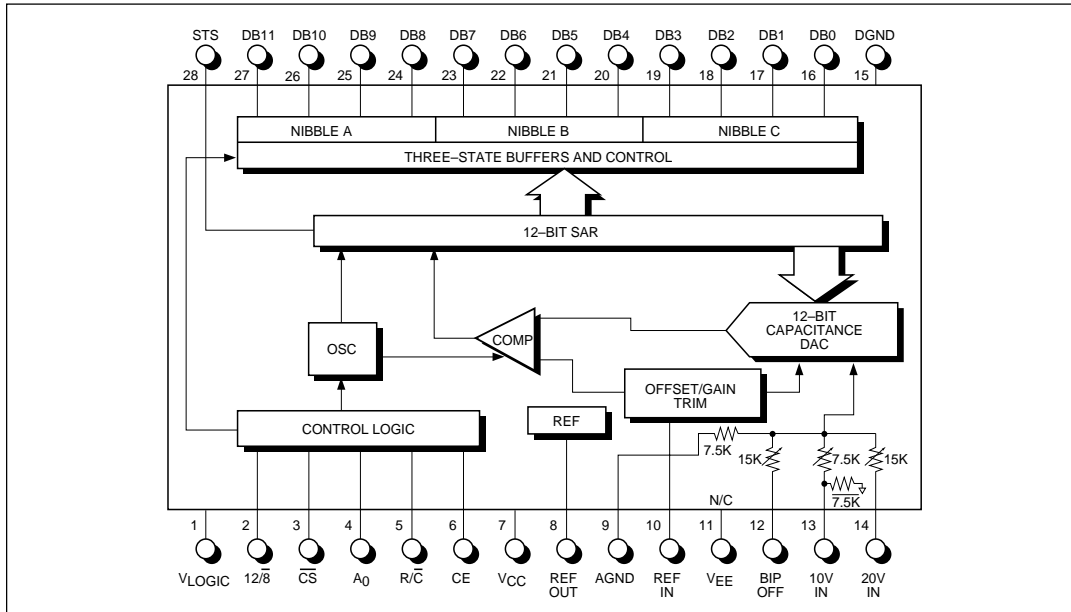 STS DB11 DB10 DB9 DB8 DB7 DB6 DB5 DB4 DB3 DB2 DB1 DB0 DGND
28 27 26 25 24 23 22 21 20 19 18 17 16 15
NIBBLE A NIBBLE B NIBBLE C
THREE–STATE BUFFERS AND CONTROL
12–BIT SAR
12–BIT
CAPACITANCE
DAC
COMP
OSC
OFFSET/GAIN
TRIM
REF
CONTROL LOGIC
7.5K
15K 7.5K 15K
7.5K
N/C
1 2 3 4 5 6 7 8 9 10 11 12 13 14
VLOGIC 12/8̅ C̅S̅ A0 R/C̅ CE VCC REF OUT AGND REF IN VEE BIP OFF 10V IN 20V IN